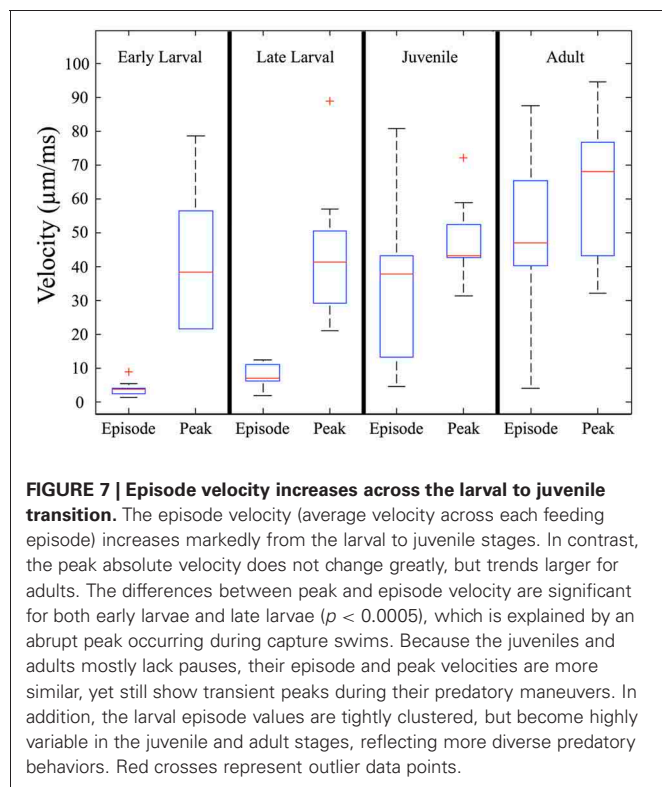 Early Larval Late Larval Juvenile Adult
100
90
80
70
60
50
40
30
20
10
0
Velocity (μm/ms)
Episode Peak Episode Peak Episode Peak Episode Peak
FIGURE 7 | Episode velocity increases across the larval to juvenile
transition. The episode velocity (average velocity across each feeding
episode) increases markedly from the larval to juvenile stages. In contrast,
the peak absolute velocity does not change greatly, but trends larger for
adults. The differences between peak and episode velocity are significant
for both early larvae and late larvae (p < 0.0005), which is explained by an
abrupt peak occurring during capture swims. Because the juveniles and
adults mostly lack pauses, their episode and peak velocities are more
similar, yet still show transient peaks during their predatory maneuvers. In
addition, the larval episode values are tightly clustered, but become highly
variable in the juvenile and adult stages, reflecting more diverse predatory
behaviors. Red crosses represent outlier data points.